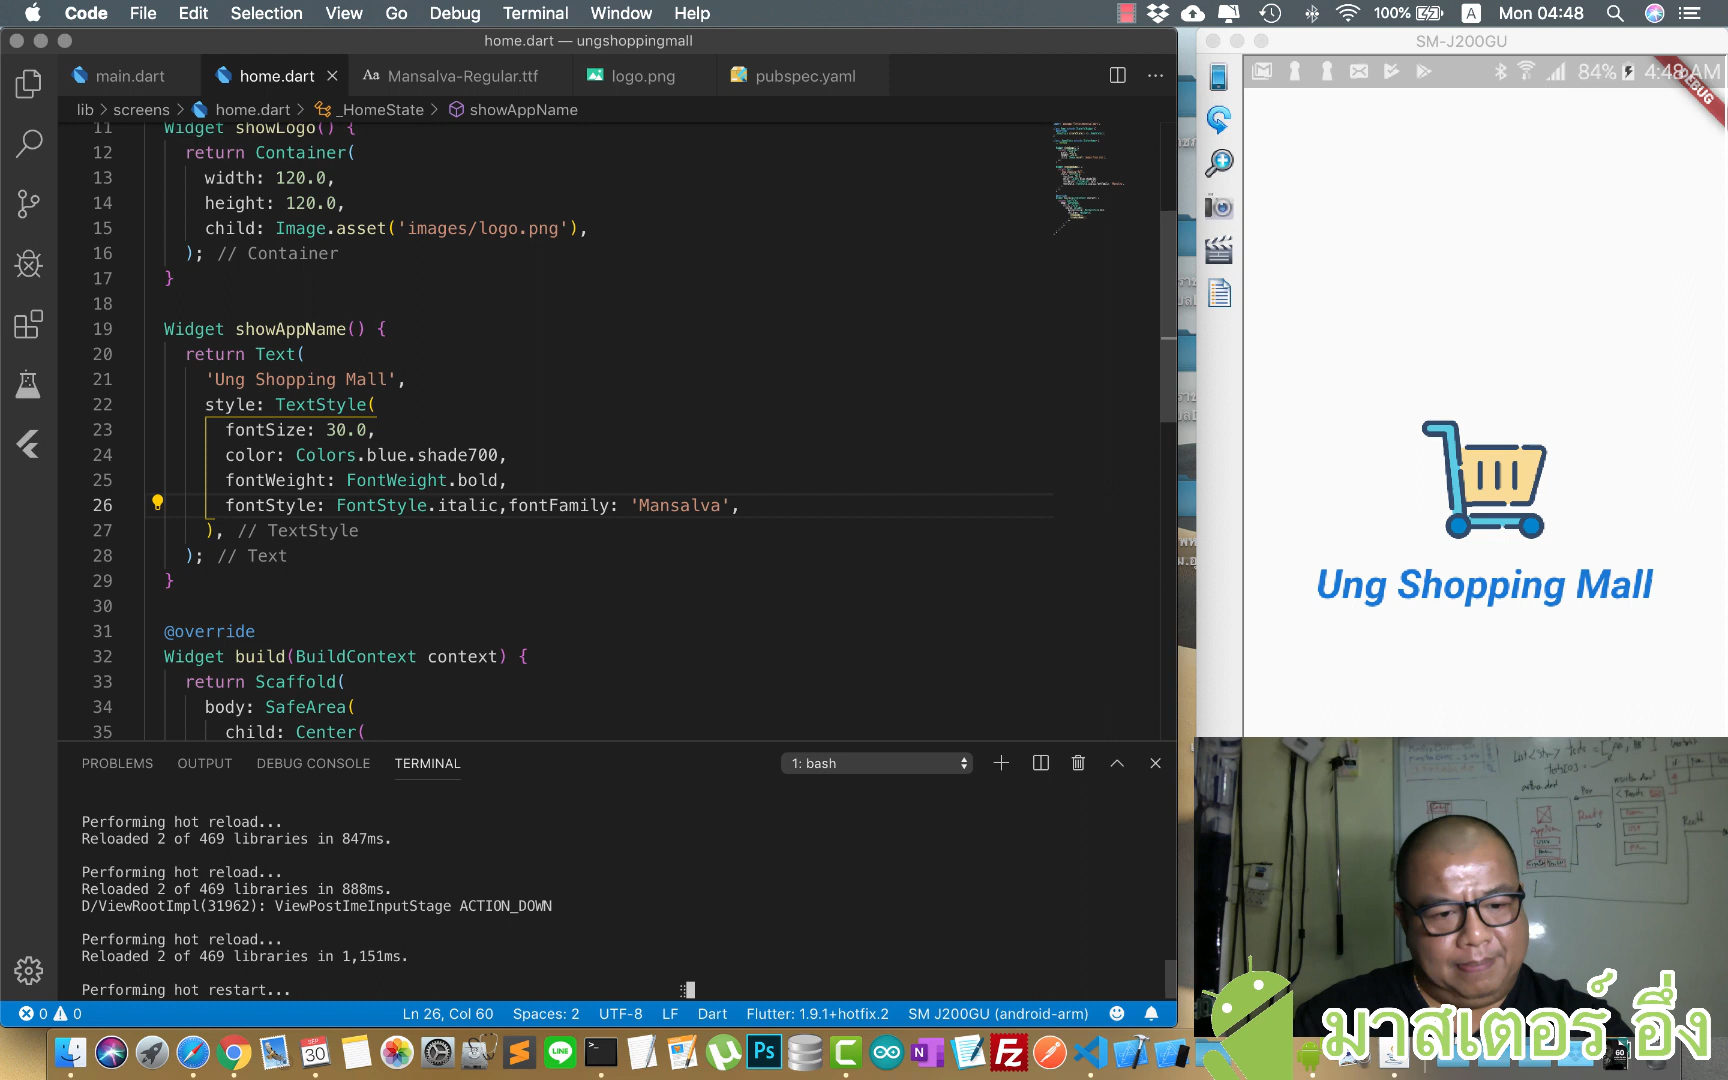 Code File Edit Selection View Go Debug Terminal Window Help
100% A Mon 04:48
home.dart — ungshoppingmall
SM-J200GU
main.dart home.dart Aa Mansalva-Regular.ttf logo.png pubspec.yaml
84% 4:48 AM
DEBUG
lib > screens > home.dart > _HomeState > showAppName
11 Widget showLogo() {
12 return Container(
13 width: 120.0,
14 height: 120.0,
15 child: Image.asset('images/logo.png'),
16 ); // Container
17 }
18
19 Widget showAppName() {
20 return Text(
21 'Ung Shopping Mall',
22 style: TextStyle(
23 fontSize: 30.0,
24 color: Colors.blue.shade700,
25 fontWeight: FontWeight.bold,
26 fontStyle: FontStyle.italic,fontFamily: 'Mansalva',
27 ), // TextStyle
28 ); // Text
29 }
30
31 @override
32 Widget build(BuildContext context) {
33 return Scaffold(
34 body: SafeArea(
35 child: Center(
Ung Shopping Mall
PROBLEMS OUTPUT DEBUG CONSOLE TERMINAL 1: bash
Performing hot reload...
Reloaded 2 of 469 libraries in 847ms.
Performing hot reload...
Reloaded 2 of 469 libraries in 888ms.
D/ViewRootImpl(31962): ViewPostImeInputStage ACTION_DOWN
Performing hot reload...
Reloaded 2 of 469 libraries in 1,151ms.
Performing hot restart...
0 0 Ln 26, Col 60 Spaces: 2 UTF-8 LF Dart Flutter: 1.9.1+hotfix.2 SM J200GU (android-arm)
SEP
30
LINE
Ps
C
N
Fz
มาสเตอร์ อึ่ง